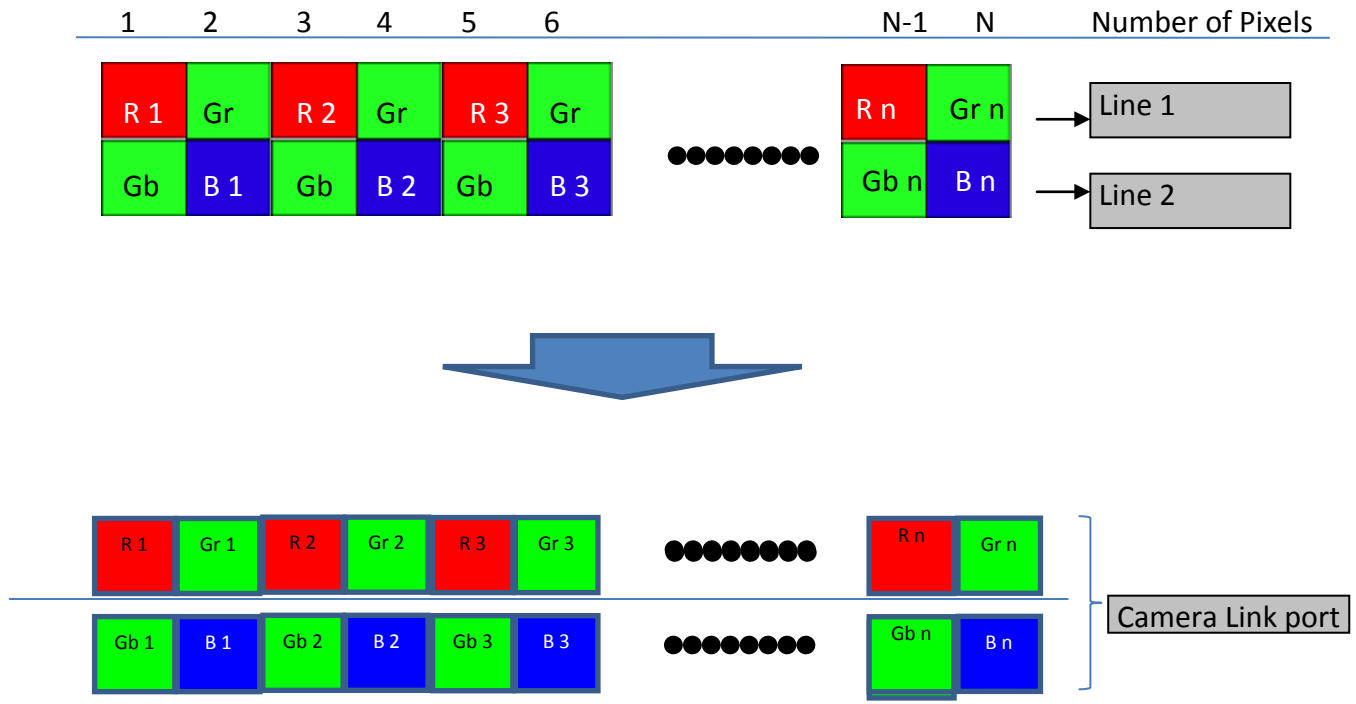 1 2 3 4 5 6 N-1 N Number of Pixels
R 1 Gr R 2 Gr R 3 Gr R n Gr n Line 1
Gb B 1 Gb B 2 Gb B 3 Gb n B n Line 2
R 1 Gr 1 R 2 Gr 2 R 3 Gr 3 R n Gr n
Gb 1 B 1 Gb 2 B 2 Gb 3 B 3 Gb n B n
Camera Link port